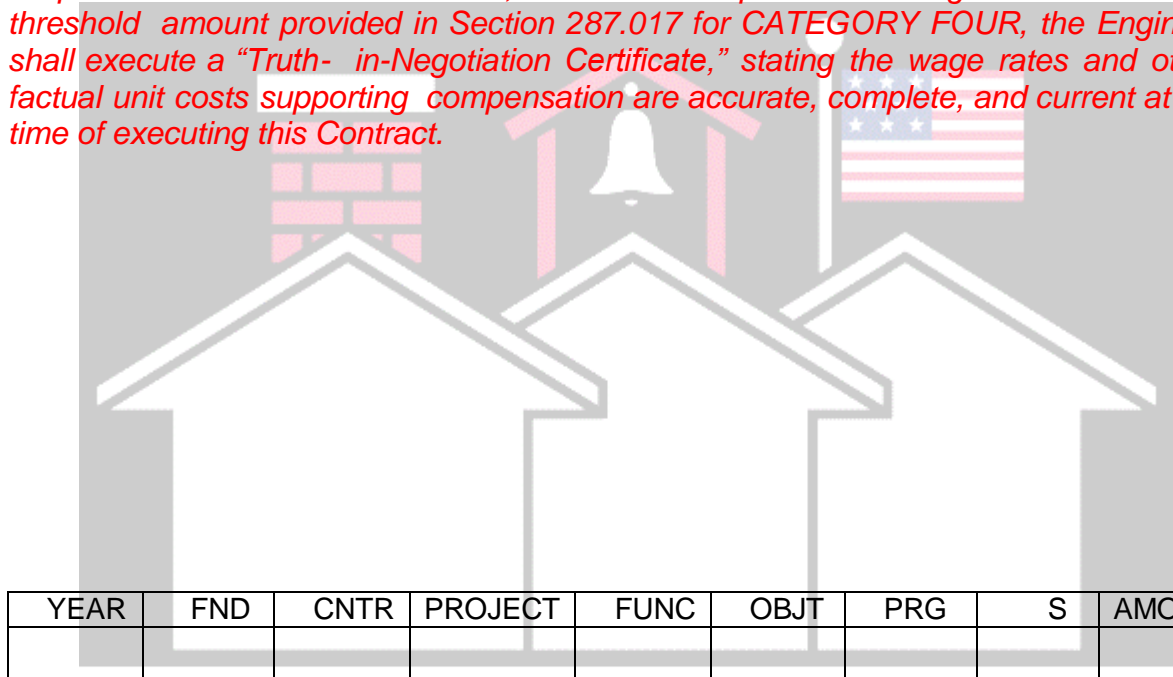 threshold amount provided in Section 287.017 for CATEGORY FOUR, the Engin
shall execute a “Truth- in-Negotiation Certificate,” stating the wage rates and ot
factual unit costs supporting compensation are accurate, complete, and current at
time of executing this Contract.
YEAR FND CNTR PROJECT FUNC OBJT PRG S AMO